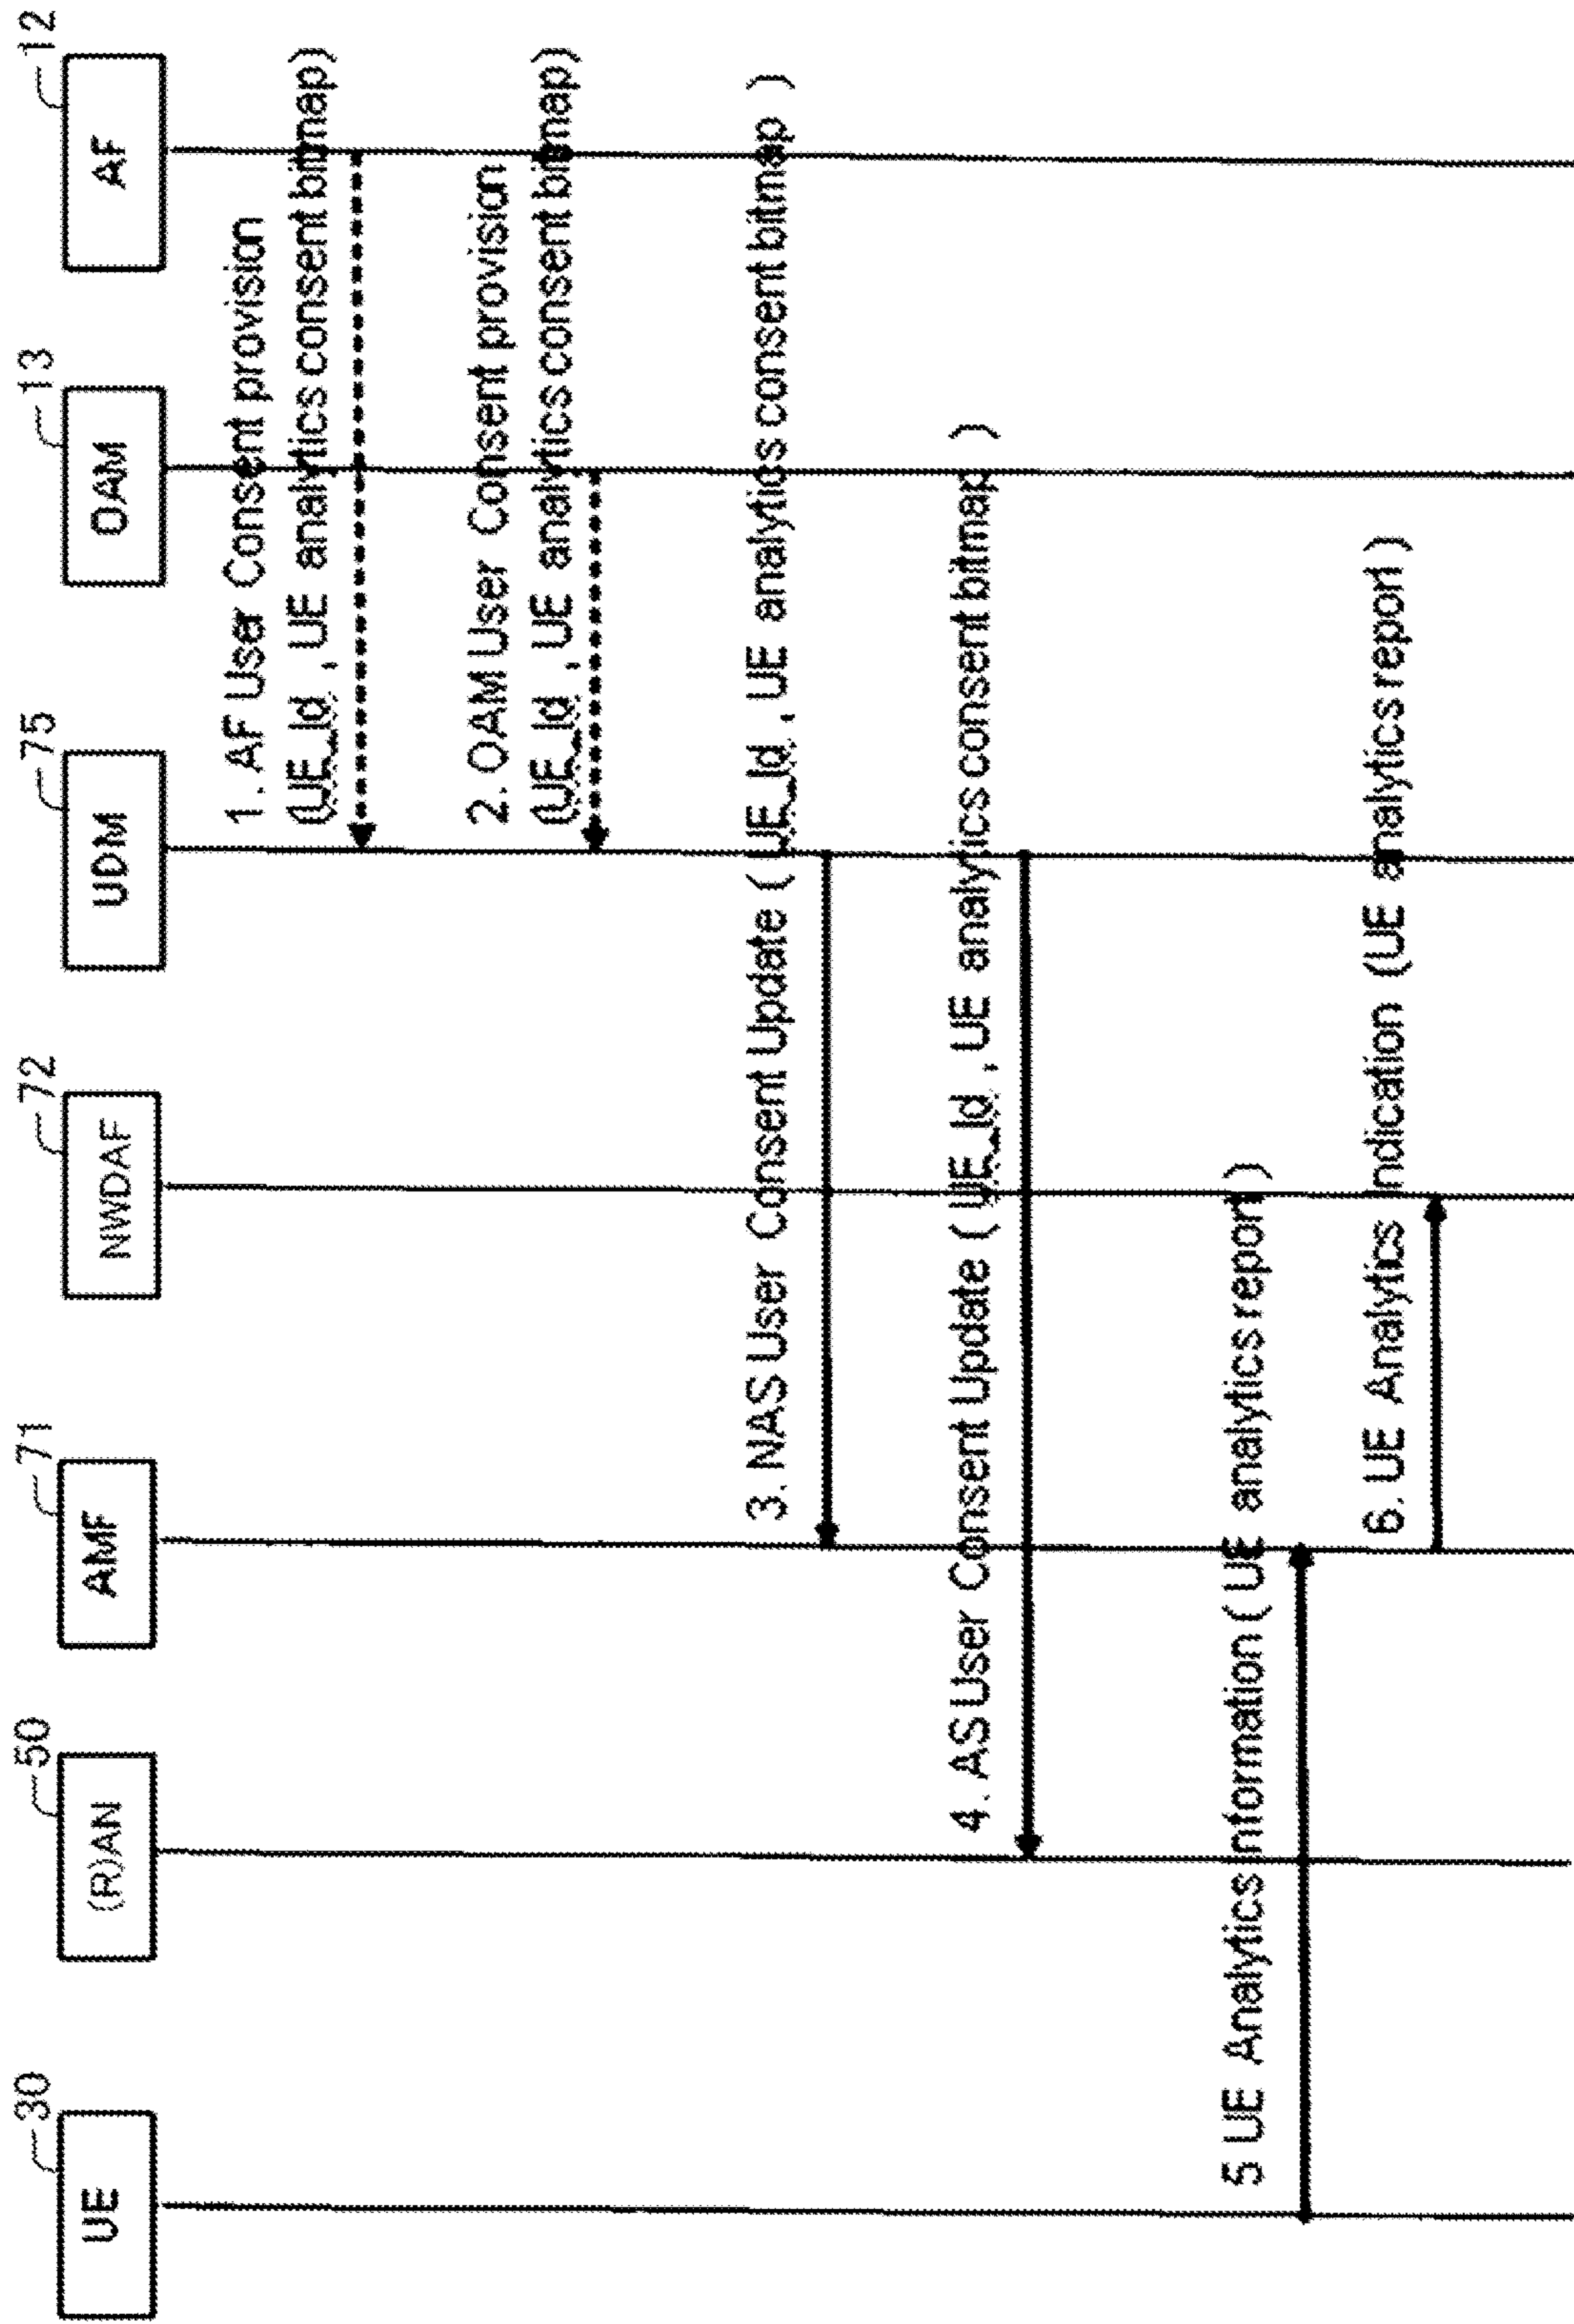 30
50
71
72
75
13
12
UE
(R)AN
AMF
NWDAF
UDM
OAM
AF
1. AF User Consent provision
(UE_Id , UE analytics consent bitmap)
2. OAM User Consent provision
(UE_Id , UE analytics consent bitmap)
3. NAS User Consent Update ( UE_Id , UE analytics consent bitmap )
4. AS User Consent Update ( UE_Id , UE analytics consent bitmap )
5 UE Analytics information ( UE analytics report )
6. UE Analytics Indication (UE analytics report )